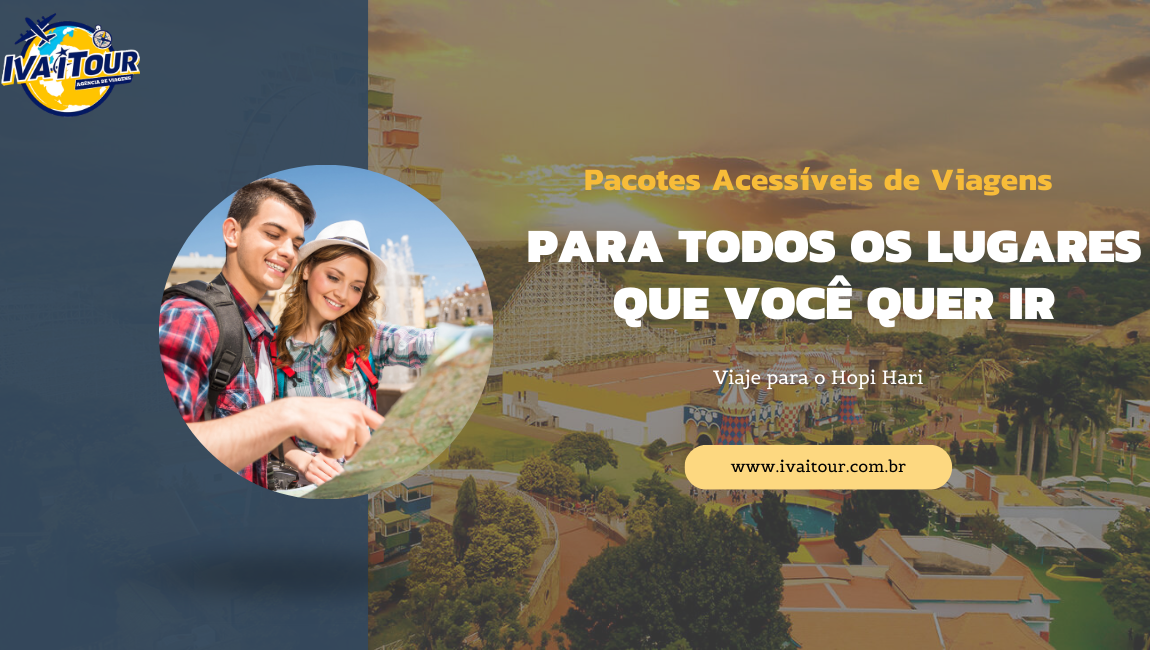 IVAÍTOUR
AGÊNCIA DE VIAGENS
Pacotes Acessíveis de Viagens
PARA TODOS OS LUGARES
QUE VOCÊ QUER IR
Viaje para o Hopi Hari
www.ivaitour.com.br